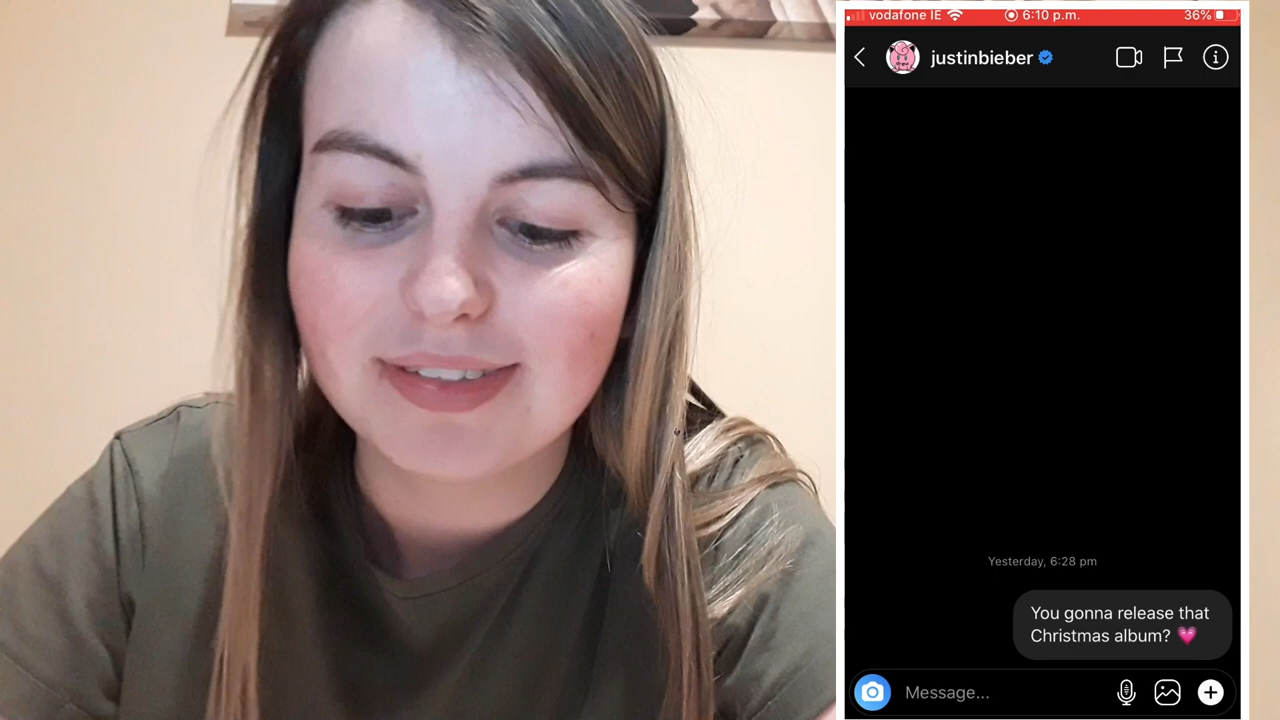 vodafone IE 6:10 p.m. 36%
justinbieber
Yesterday, 6:28 pm
You gonna release that
Christmas album? 💗
Message...